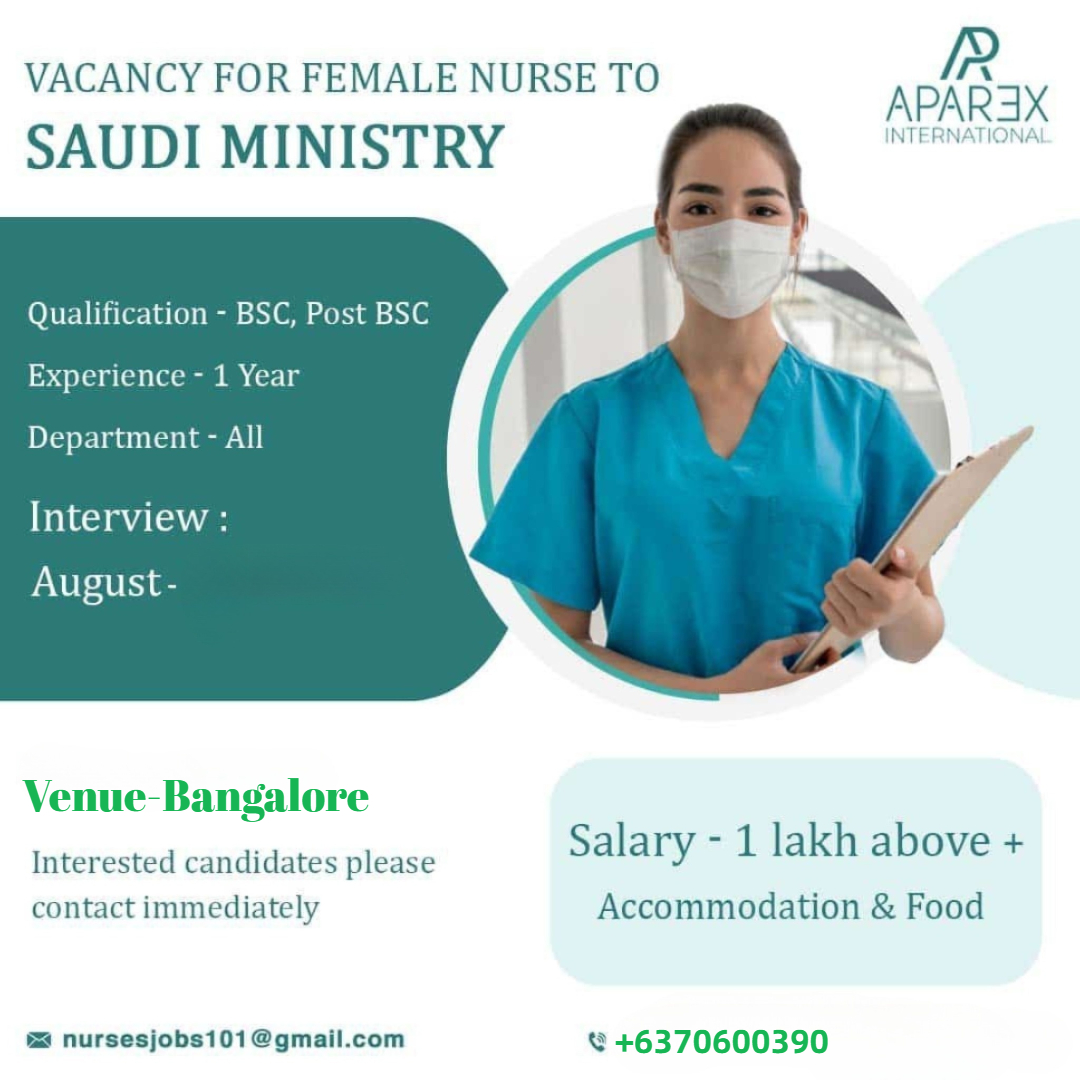 VACANCY FOR FEMALE NURSE TO
SAUDI MINISTRY
APAREX
INTERNATIONAL
Qualification - BSC, Post BSC
Experience - 1 Year
Department - All
Interview :
August -
Venue-Bangalore
Interested candidates please
contact immediately
Salary - 1 lakh above +
Accommodation & Food
nursesjobs101@gmail.com
+6370600390